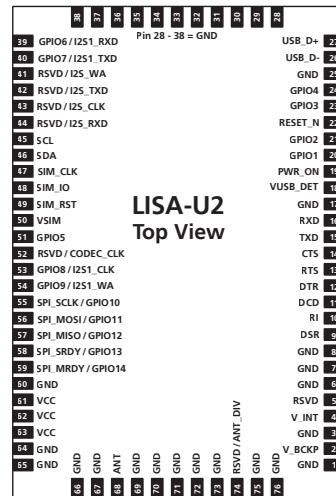 38 37 36 35 34 33 32 31 30 29 28
Pin 28 - 38 = GND
39 GPIO6 / I2S1_RXD
40 GPIO7 / I2S1_TXD
41 RSVD / I2S_WA
42 RSVD / I2S_TXD
43 RSVD / I2S_CLK
44 RSVD / I2S_RXD
45 SCL
46 SDA
47 SIM_CLK
48 SIM_IO
49 SIM_RST
50 VSIM
51 GPIO5
52 RSVD / CODEC_CLK
53 GPIO8 / I2S1_CLK
54 GPIO9 / I2S1_WA
55 SPI_SCLK / GPIO10
56 SPI_MOSI / GPIO11
57 SPI_MISO / GPIO12
58 SPI_SRDY / GPIO13
59 SPI_MRDY / GPIO14
60 GND
61 VCC
62 VCC
63 VCC
64 GND
65 GND
LISA-U2
Top View
USB_D+ 27
USB_D- 26
GND 25
GPIO4 24
GPIO3 23
RESET_N 22
GPIO2 21
GPIO1 20
PWR_ON 19
VUSB_DET 18
GND 17
RXD 16
TXD 15
CTS 14
RTS 13
DTR 12
DCD 11
RI 10
DSR 9
GND 8
GND 7
GND 6
RSVD 5
V_INT 4
GND 3
V_BCKP 2
GND 1
GND GND ANT GND GND GND GND GND RSVD / ANT_DIV GND GND
66 67 68 69 70 71 72 73 74 75 76